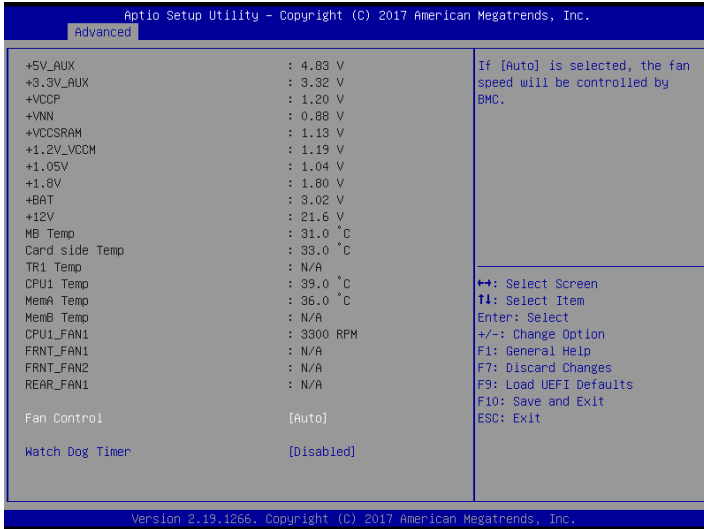 Aptio Setup Utility – Copyright (C) 2017 American Megatrends, Inc.
Advanced
+5V_AUX : 4.83 V
+3.3V_AUX : 3.32 V
+VCCP : 1.20 V
+VNN : 0.88 V
+VCCSRAM : 1.13 V
+1.2V_VCCM : 1.19 V
+1.05V : 1.04 V
+1.8V : 1.80 V
+BAT : 3.02 V
+12V : 21.6 V
MB Temp : 31.0 °C
Card side Temp : 33.0 °C
TR1 Temp : N/A
CPU1 Temp : 39.0 °C
MemA Temp : 36.0 °C
MemB Temp : N/A
CPU1_FAN1 : 3300 RPM
FRNT_FAN1 : N/A
FRNT_FAN2 : N/A
REAR_FAN1 : N/A
Fan Control [Auto]
Watch Dog Timer [Disabled]
If [Auto] is selected, the fan
speed will be controlled by
BMC.
↔: Select Screen
↑↓: Select Item
Enter: Select
+/-: Change Option
F1: General Help
F7: Discard Changes
F9: Load UEFI Defaults
F10: Save and Exit
ESC: Exit
Version 2.19.1266. Copyright (C) 2017 American Megatrends, Inc.